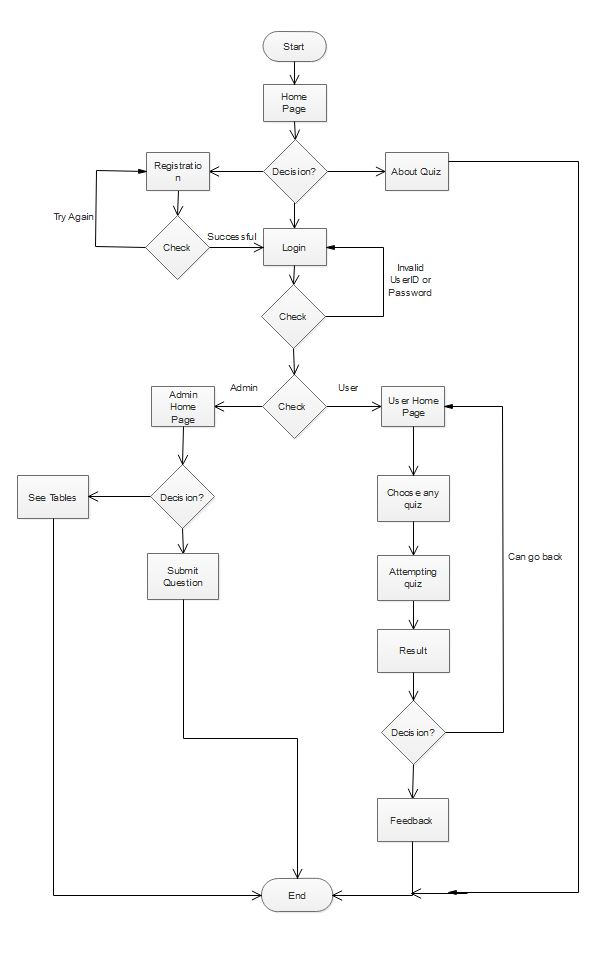 Start
Home
Page
Registratio
n
Decision?
About Quiz
Try Again
Check
Successful
Login
Invalid
UserID or
Password
Check
Admin
Check
User
Admin
Home
Page
User Home
Page
See Tables
Decision?
Choose any
quiz
Can go back
Submit
Question
Attempting
quiz
Result
Decision?
Feedback
End